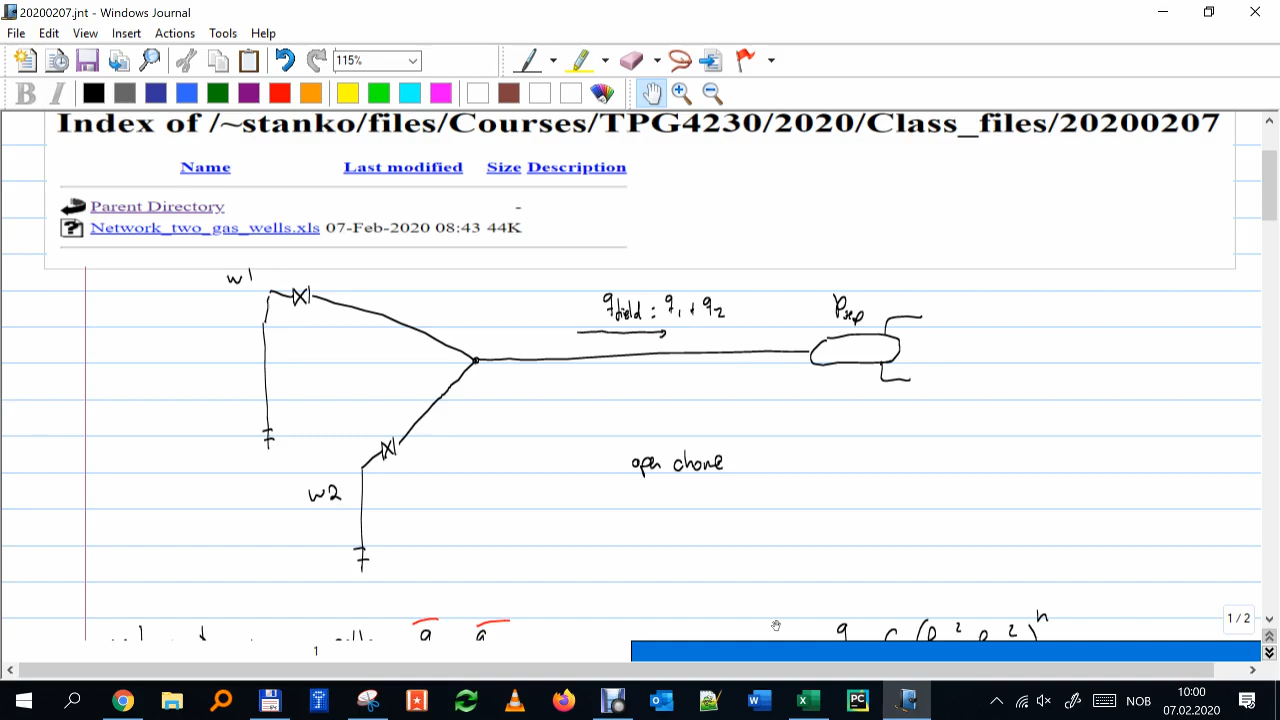 20200207.jnt - Windows Journal
File Edit View Insert Actions Tools Help
115%
B I
Index of /~stanko/files/Courses/TPG4230/2020/Class_files/20200207
Name Last modified Size Description
Parent Directory -
Network_two_gas_wells.xls 07-Feb-2020 08:43 44K
w1
qfield : q1 + q2
Psep
open choke
w2
1 / 2
1
NOB
10:00
07.02.2020